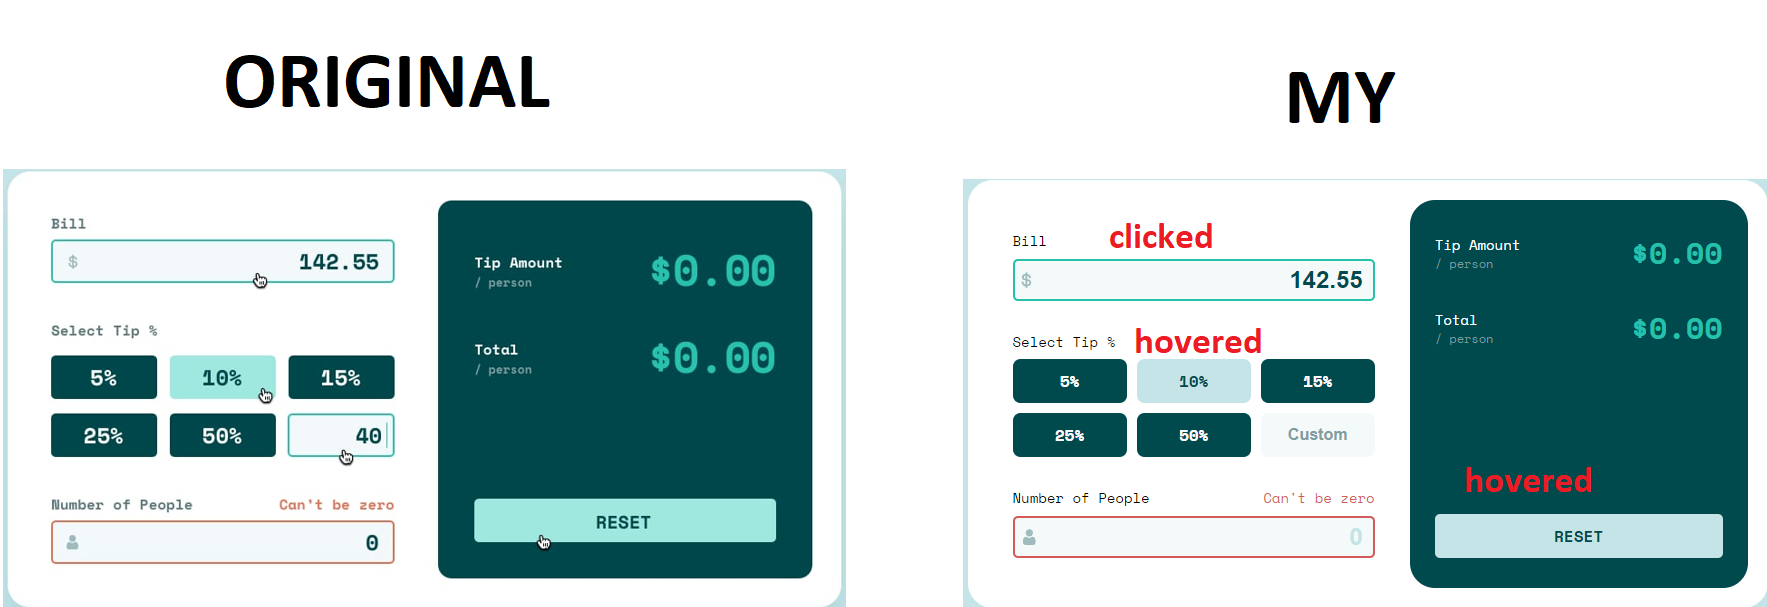 ORIGINAL
Bill
$ 142.55
Select Tip %
5% 10% 15%
25% 50% 40
Number of People Can't be zero
0
Tip Amount $0.00
/ person
Total $0.00
/ person
RESET
MY
Bill clicked
$ 142.55
Select Tip % hovered
5% 10% 15%
25% 50% Custom
Number of People Can't be zero
0
Tip Amount $0.00
/ person
Total $0.00
/ person
hovered
RESET